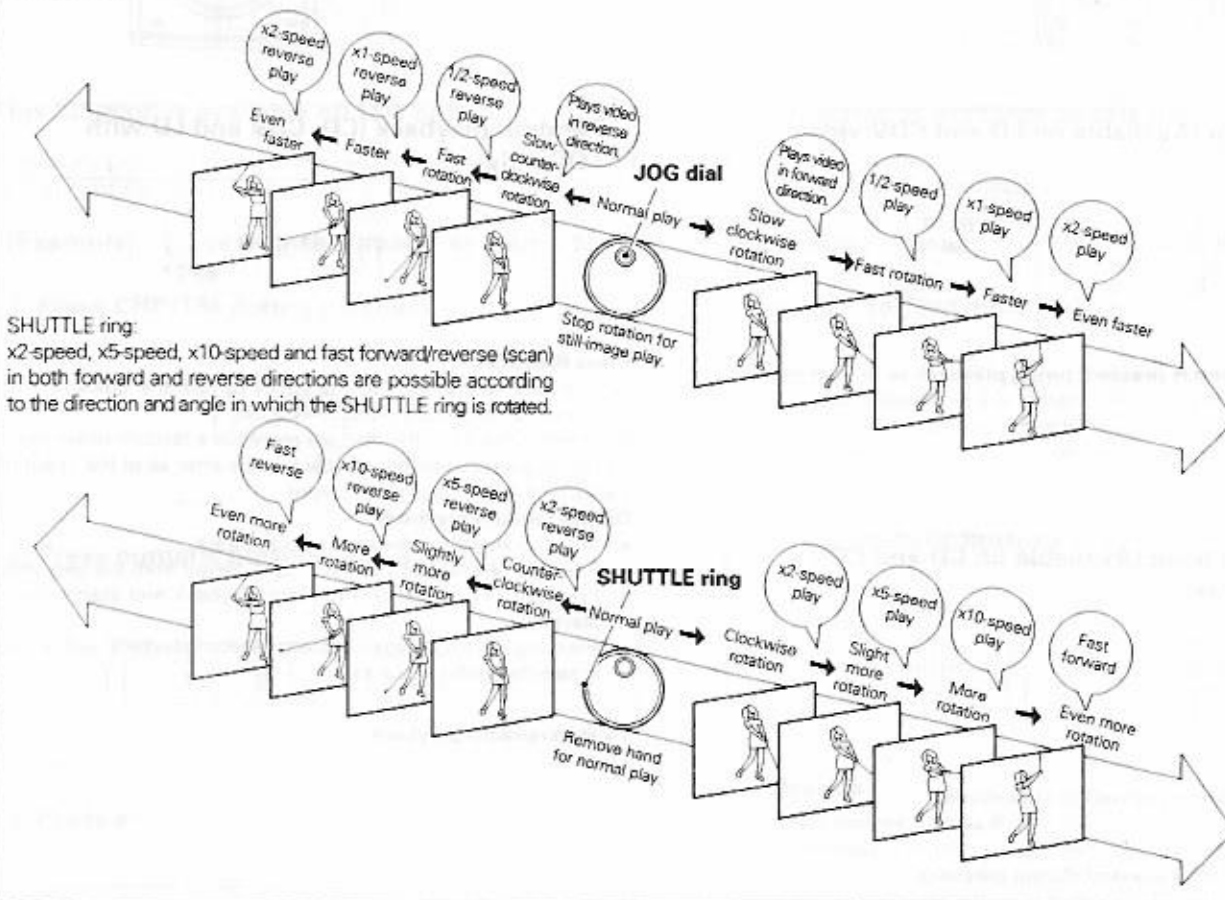 x2-speed
reverse
play
x1-speed
reverse
play
1/2-speed
reverse
play
Plays video
in reverse
direction.
Even
faster
Faster
Fast
rotation
Slow
counter-
clockwise
rotation
Normal play
JOG dial
Slow
clockwise
rotation
Plays video
in forward
direction.
1/2-speed
play
x1-speed
play
x2-speed
play
Fast rotation
Faster
Even faster
Stop rotation for
still-image play.
SHUTTLE ring:
x2-speed, x5-speed, x10-speed and fast forward/reverse (scan)
in both forward and reverse directions are possible according
to the direction and angle in which the SHUTTLE ring is rotated.
Fast
reverse
x10-speed
reverse
play
x5-speed
reverse
play
x2-speed
reverse
play
Even more
rotation
More
rotation
Slightly
more
rotation
Counter-
clockwise
rotation
Normal play
SHUTTLE ring
Clockwise
rotation
x2-speed
play
x5-speed
play
x10-speed
play
Fast
forward
Slight
more
rotation
More
rotation
Even more
rotation
Remove hand
for normal play.